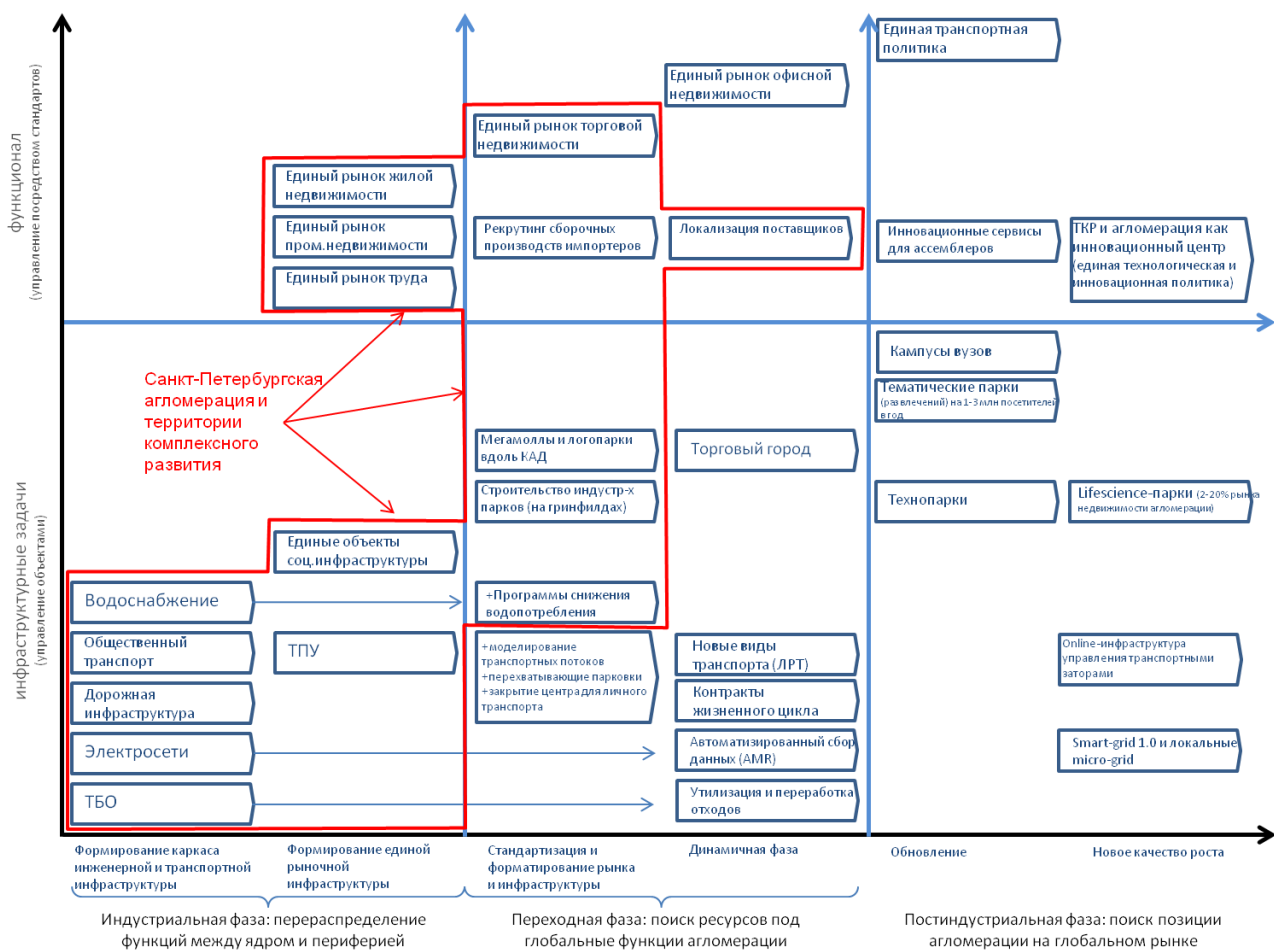 функционал
(управление посредством стандартов)
Единая транспортная
политика
Единый рынок офисной
недвижимости
Единый рынок торговой
недвижимости
Единый рынок жилой
недвижимости
Единый рынок
пром.недвижимости
Единый рынок труда
Рекрутинг сборочных
производств импортеров
Локализация поставщиков
Инновационные сервисы
для ассемблеров
ТКР и агломерация как
инновационный центр
(единая технологическая и
инновационная политика)
Санкт-Петербургская
агломерация и
территории
комплексного
развития
инфраструктурные задачи
(управление объектами)
Кампусы вузов
Тематические парки
(развлечений) на 1-3 млн посетителей
в год
Мегамоллы и логопарки
вдоль КАД
Торговый город
Строительство индустр-х
парков (на гринфилдах)
Технопарки
Lifescience-парки (2-20% рынка
недвижимости агломерации)
Единые объекты
соц.инфраструктуры
Водоснабжение
+Программы снижения
водопотребления
Общественный
транспорт
ТПУ
+моделирование
транспортных потоков
+перехватывающие парковки
+закрытие центра для личного
транспорта
Новые виды
транспорта (ЛРТ)
Online-инфраструктура
управления транспортными
заторами
Дорожная
инфраструктура
Контракты
жизненного цикла
Электросети
Автоматизированный сбор
данных (AMR)
Smart-grid 1.0 и локальные
micro-grid
ТБО
Утилизация и переработка
отходов
Формирование каркаса
инженерной и транспортной
инфраструктуры
Формирование единой
рыночной
инфраструктуры
Стандартизация и
форматирование рынка
и инфраструктуры
Динамичная фаза
Обновление
Новое качество роста
Индустриальная фаза: перераспределение
функций между ядром и периферией
Переходная фаза: поиск ресурсов под
глобальные функции агломерации
Постиндустриальная фаза: поиск позиции
агломерации на глобальном рынке